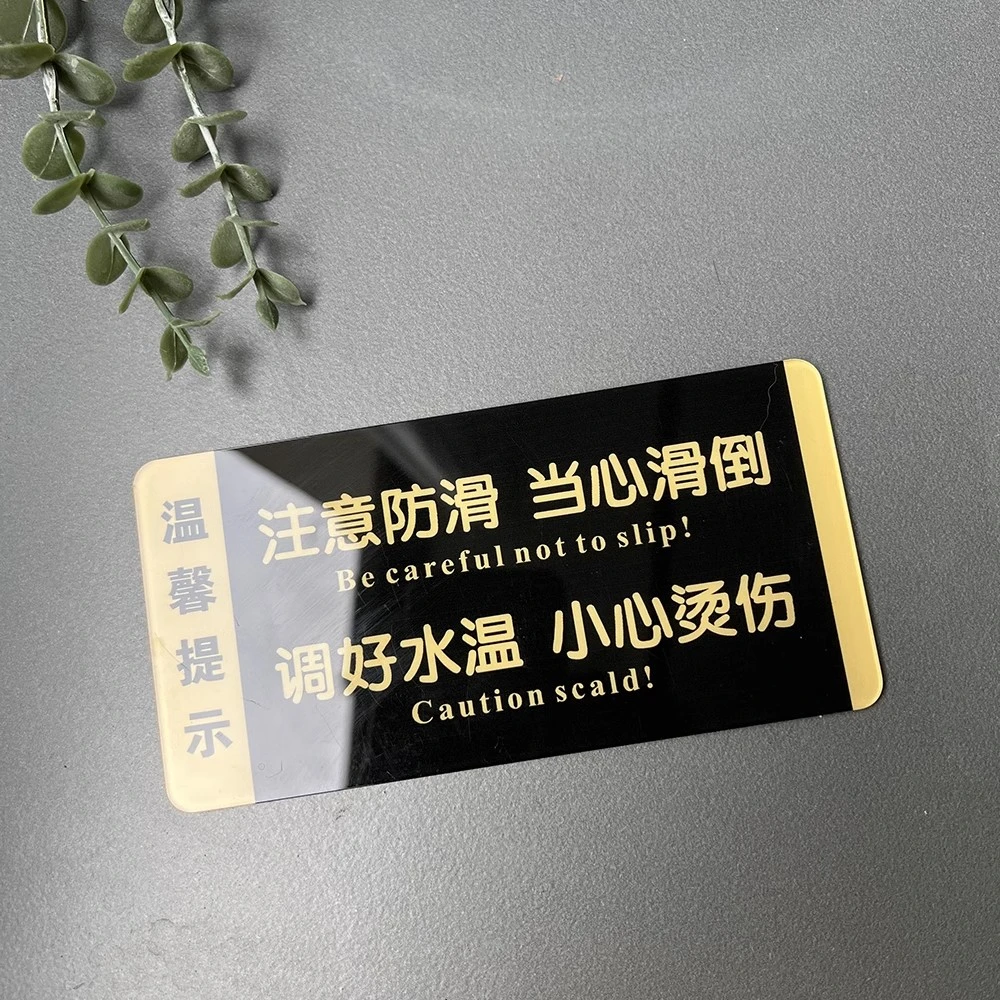 温馨提示
注意防滑 当心滑倒
Be careful not to slip!
调好水温 小心烫伤
Caution scald!